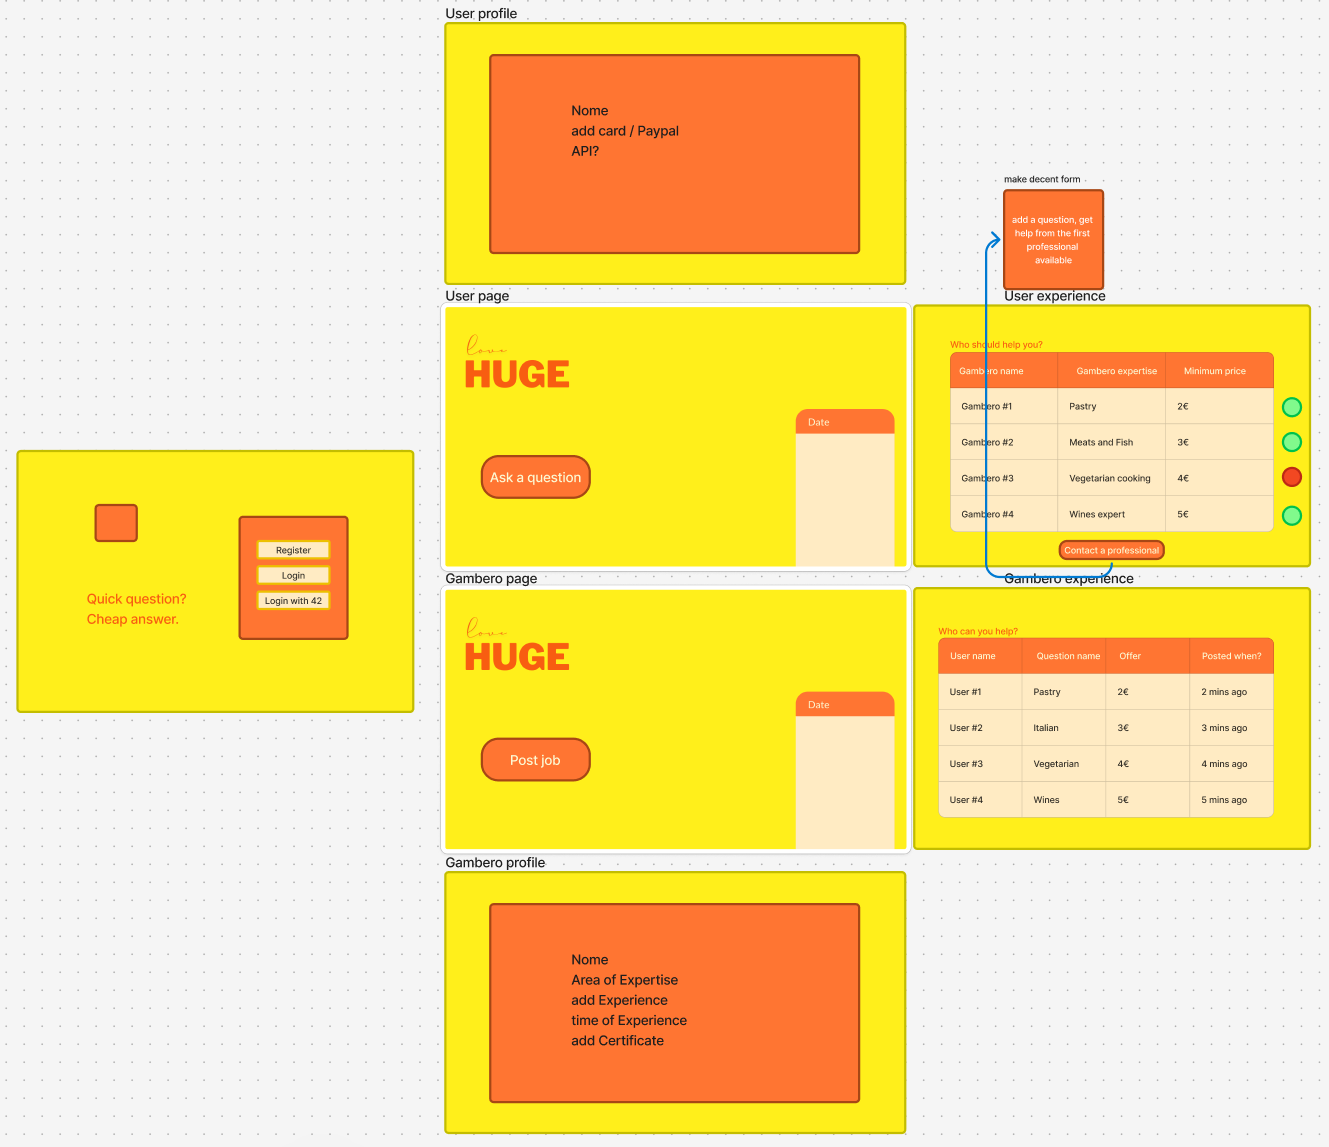 User profile
Nome
add card / Paypal
API?
make decent form
add a question, get
help from the first
professional
available
User page
love
HUGE
Ask a question
Date
User experience
Who should help you?
Gambero name Gambero expertise Minimum price
Gambero #1 Pastry 2€
Gambero #2 Meats and Fish 3€
Gambero #3 Vegetarian cooking 4€
Gambero #4 Wines expert 5€
Contact a professional
Register
Login
Login with 42
Quick question?
Cheap answer.
Gambero page
love
HUGE
Post job
Date
Gambero experience
Who can you help?
User name Question name Offer Posted when?
User #1 Pastry 2€ 2 mins ago
User #2 Italian 3€ 3 mins ago
User #3 Vegetarian 4€ 4 mins ago
User #4 Wines 5€ 5 mins ago
Gambero profile
Nome
Area of Expertise
add Experience
time of Experience
add Certificate